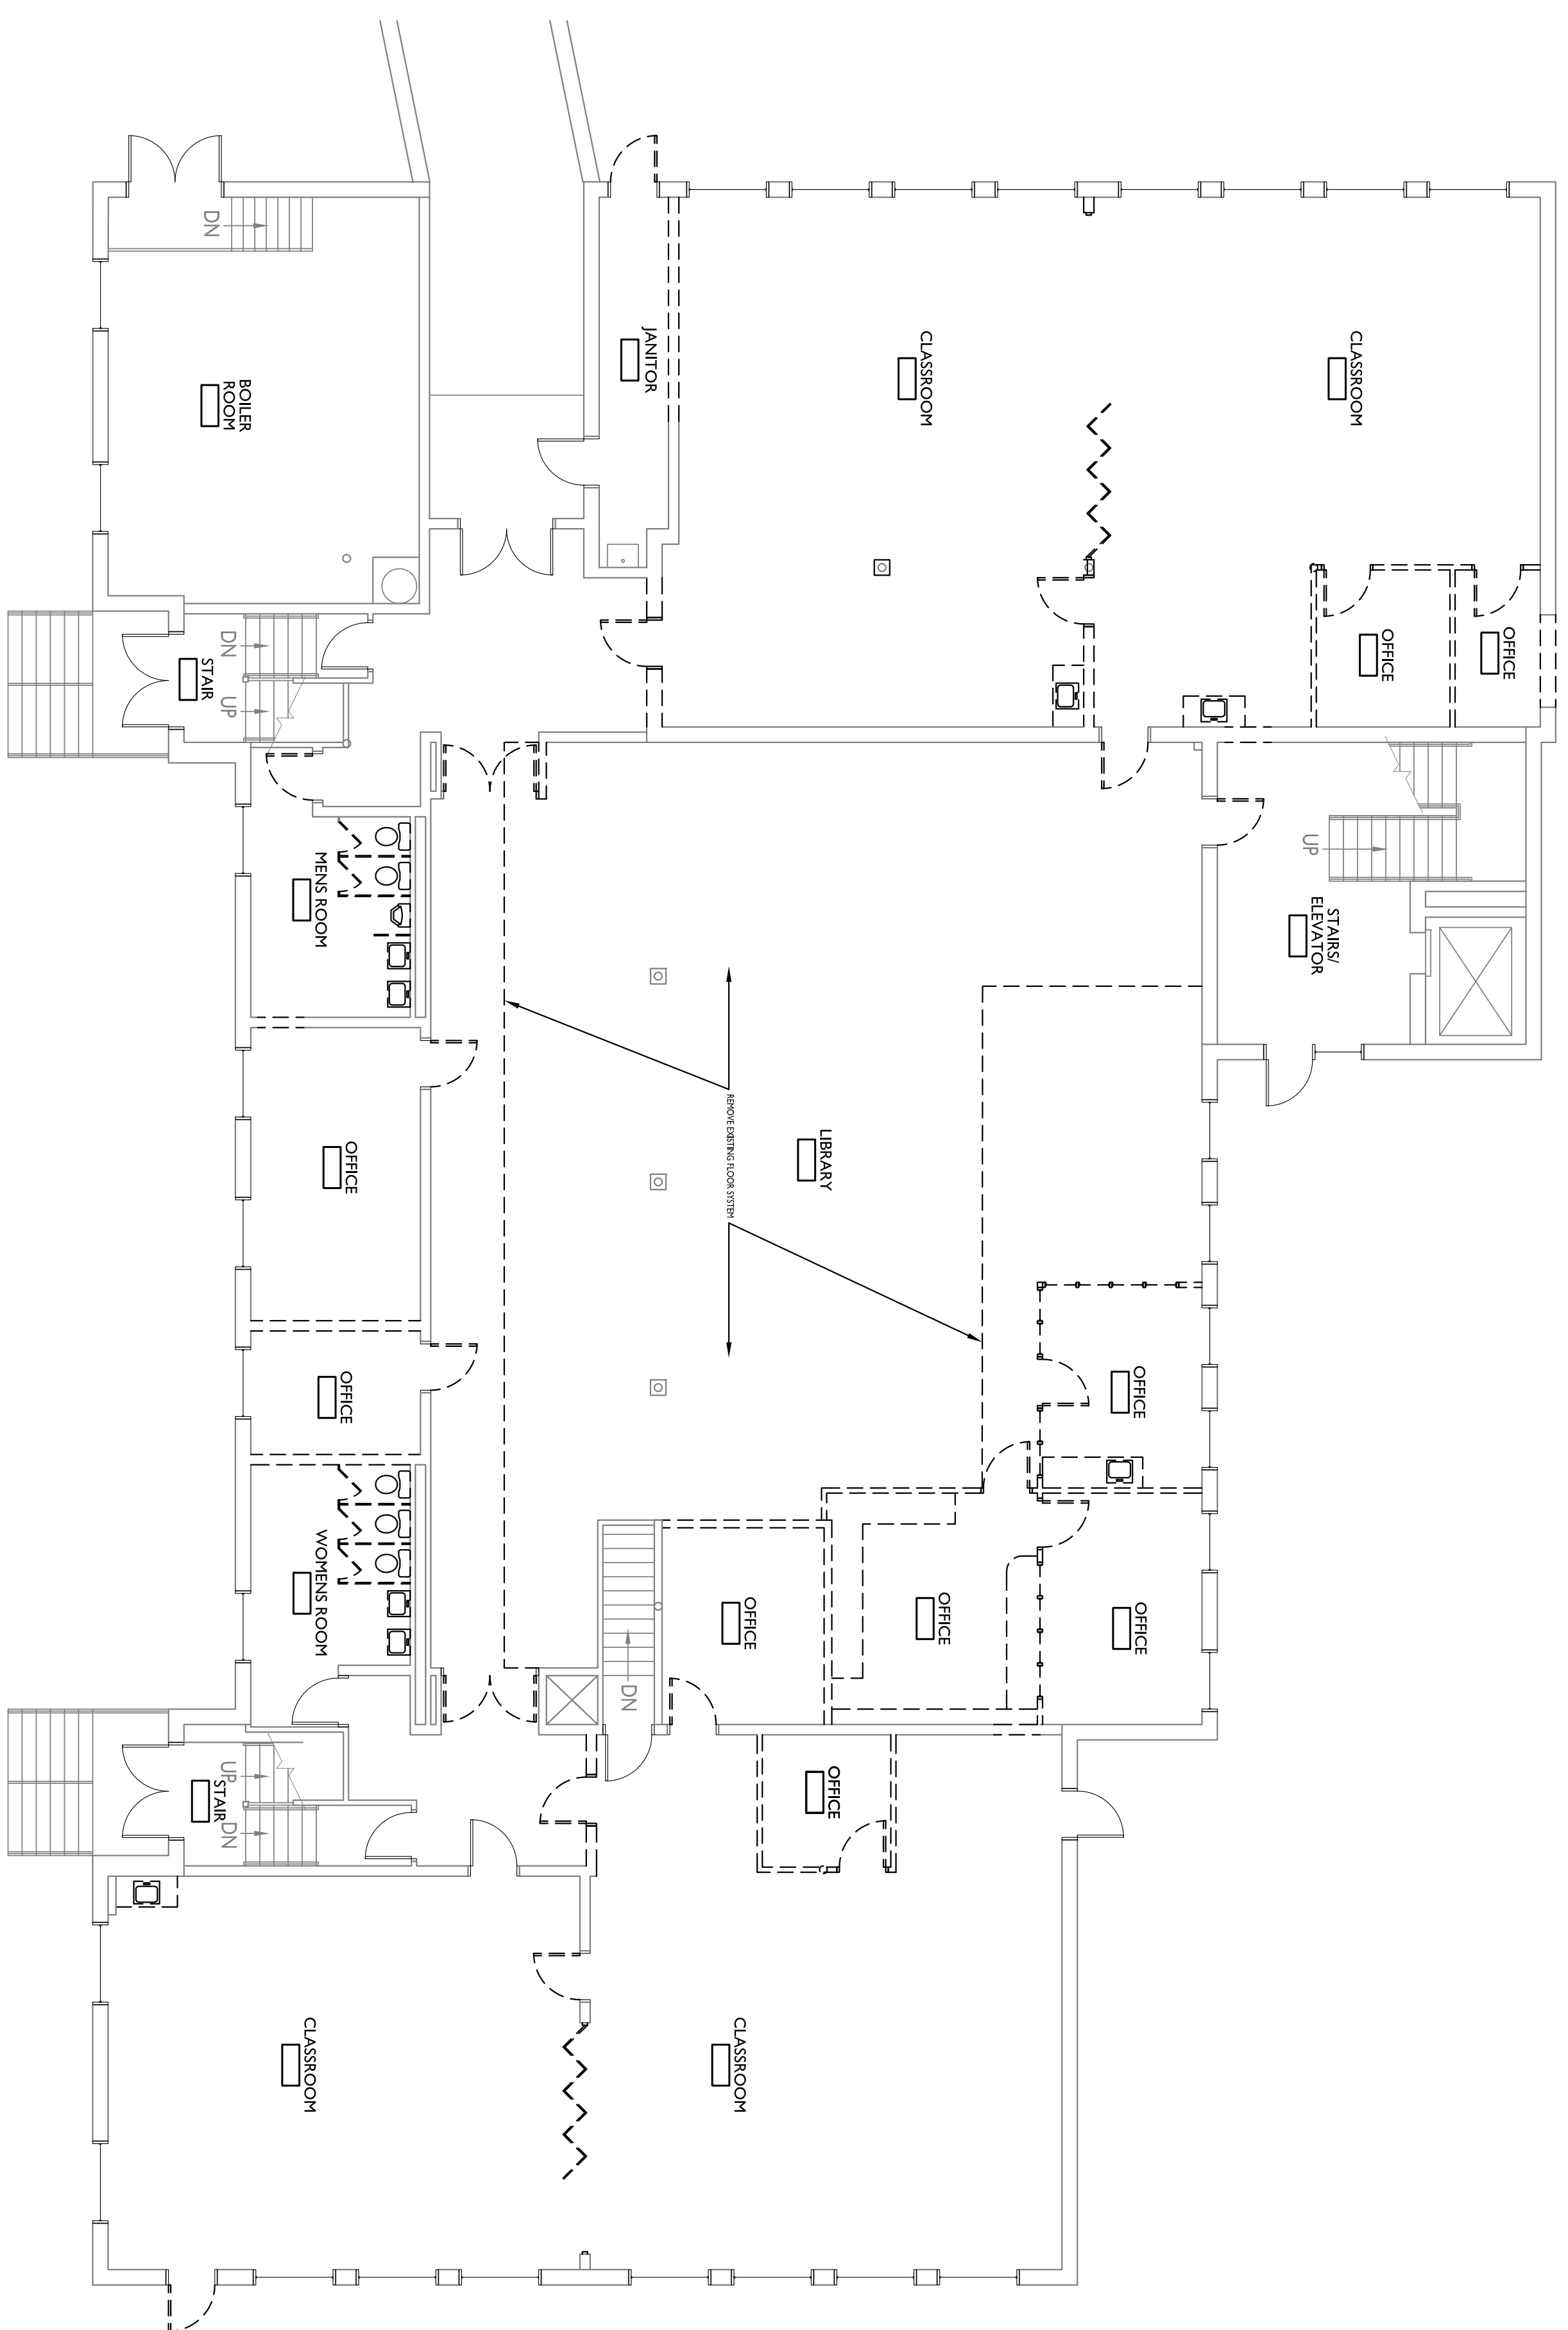 OFFICE
OFFICE
CLASSROOM
STAIRS/
ELEVATOR
UP
OFFICE
OFFICE
OFFICE
CLASSROOM
OFFICE
LIBRARY
OFFICE
CLASSROOM
REMOVE EXISTING FLOOR SYSTEM
JANITOR
DN
OFFICE
OFFICE
MENS ROOM
WOMENS ROOM
CLASSROOM
BOILER
ROOM
DN
DN
UP
STAIR
UP
DN
STAIR